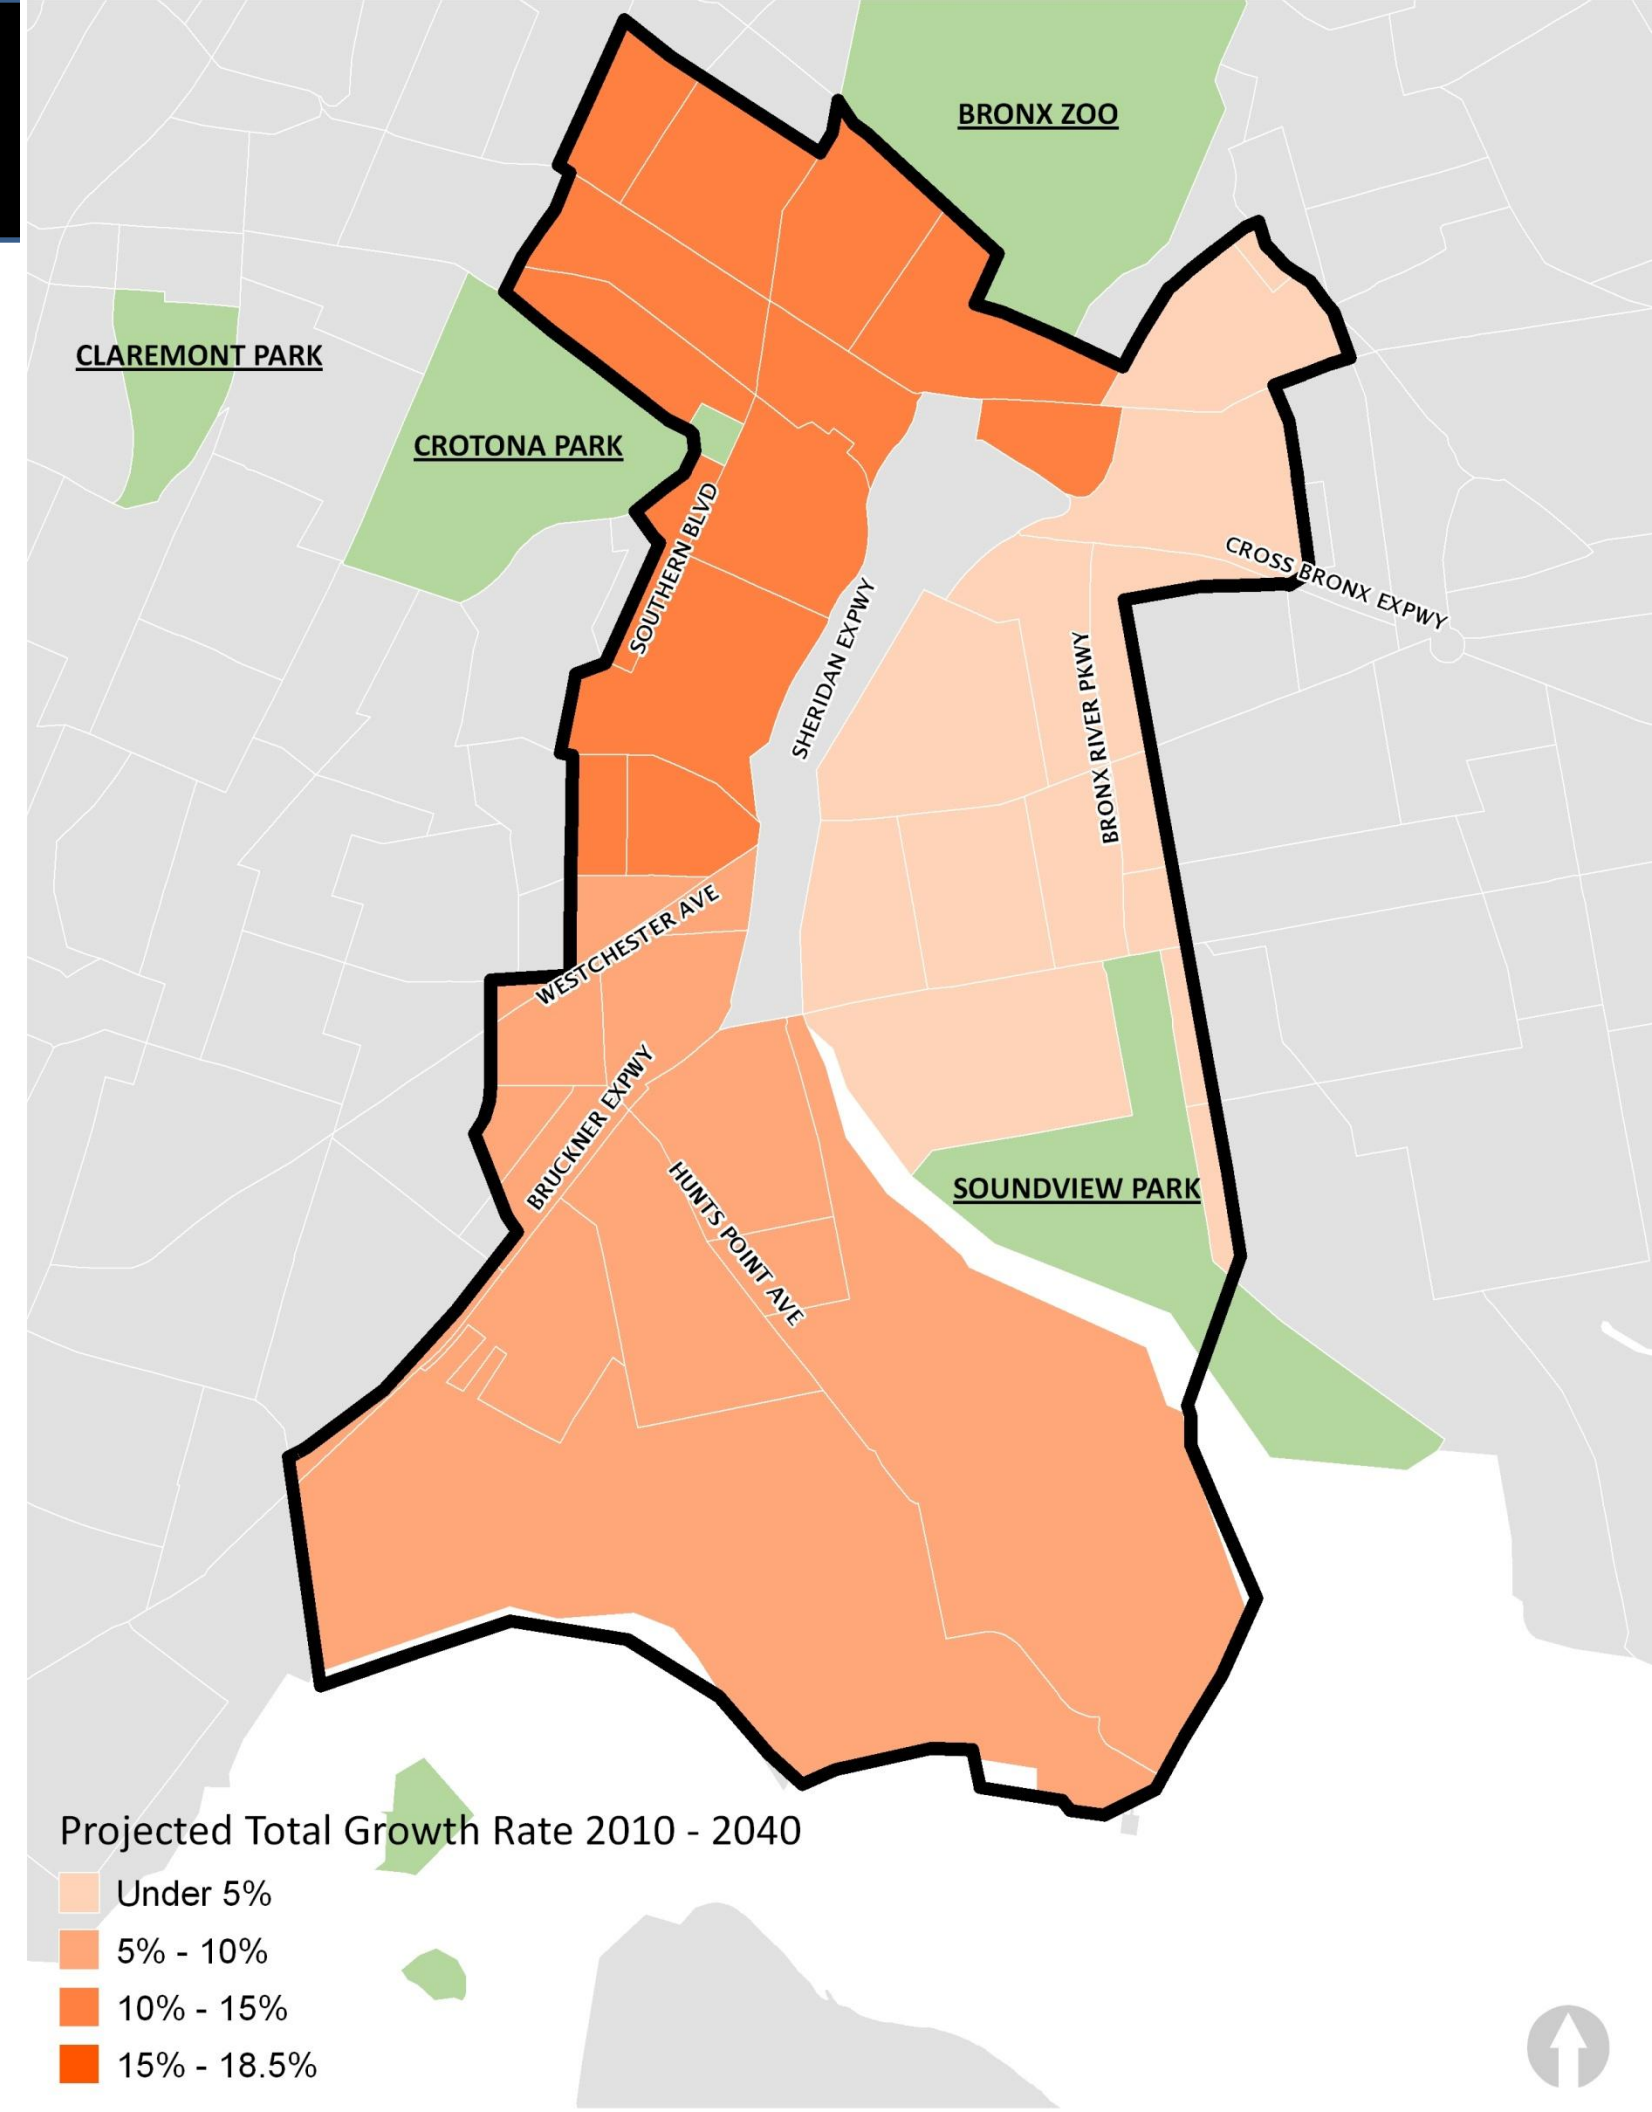 BRONX ZOO
CLAREMONT PARK
CROTONA PARK
SOUTHERN BLVD
CROSS BRONX EXPWY
SHERIDAN EXPWY
BRONX RIVER PKWY
WESTCHESTER AVE
BRUCKNER EXPWY
HUNTS POINT AVE
SOUNDVIEW PARK
Projected Total Growth Rate 2010 - 2040
Under 5%
5% - 10%
10% - 15%
15% - 18.5%